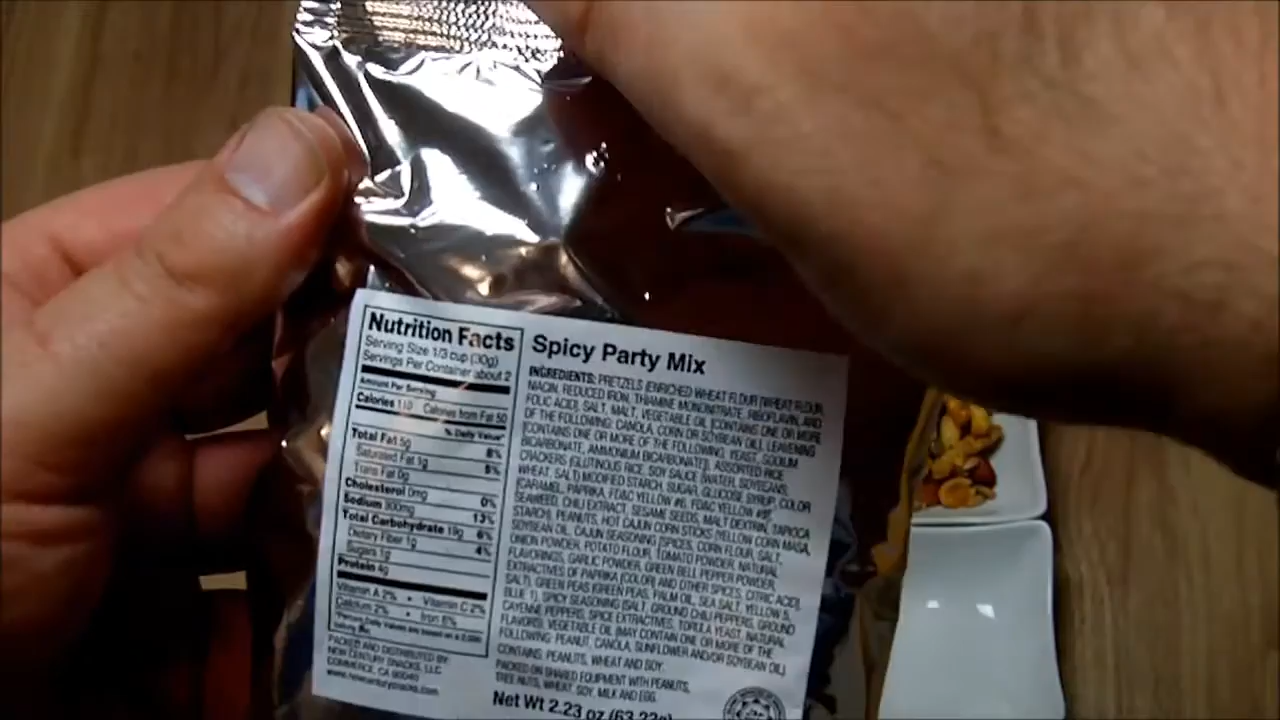 Nutrition Facts
Serving Size 1/3 cup (30g)
Servings Per Container about 2
Amount Per Serving
Calories 110 Calories from Fat 50
% Daily Value*
Total Fat 5g 8%
Saturated Fat 1g 5%
Trans Fat 0g
Cholesterol 0mg 0%
Sodium 300mg 13%
Total Carbohydrate 19g 6%
Dietary Fiber 1g 4%
Sugars 1g
Protein 4g
Vitamin A 2% • Vitamin C 2%
Calcium 2% • Iron 6%
PACKED AND DISTRIBUTED BY:
NEW CENTURY SNACKS, LLC
COMMERCE, CA 90040
www.newcenturysnacks.com
Spicy Party Mix
INGREDIENTS: PRETZELS (ENRICHED WHEAT FLOUR [WHEAT FLOUR,
NIACIN, REDUCED IRON, THIAMINE MONONITRATE, RIBOFLAVIN, AND
FOLIC ACID], SALT, MALT, VEGETABLE OIL [CONTAINS ONE OR MORE
OF THE FOLLOWING: CANOLA, CORN OR SOYBEAN OIL], LEAVENING
[CONTAINS ONE OR MORE OF THE FOLLOWING, YEAST, SODIUM
BICARBONATE, AMMONIUM BICARBONATE]), ASSORTED RICE
CRACKERS (GLUTINOUS RICE, SOY SAUCE [WATER, SOYBEANS,
WHEAT, SALT] MODIFIED STARCH, SUGAR, GLUCOSE SYRUP, COLOR
[CARAMEL, PAPRIKA, FD&C YELLOW #5, FD&C YELLOW
SEAWEED, CHILI EXTRACT, SESAME SEEDS, MALT DEXTRIN, TAPIOCA
STARCH), PEANUTS, HOT CAJUN CORN STICKS (YELLOW CORN MASA,
SOYBEAN OIL, CAJUN SEASONING [SPICES, CORN FLOUR, SALT,
ONION POWDER, POTATO FLOUR, TOMATO POWDER, NATURAL
FLAVORINGS, GARLIC POWDER, GREEN BELL PEPPER POWDER,
EXTRACTIVES OF PAPRIKA (COLOR) AND OTHER SPICES, CITRIC ACID],
SALT), GREEN PEAS (GREEN PEAS, PALM OIL, SEA SALT, YELLOW 5,
BLUE 1), SPICY SEASONING (SALT, GROUND CHILI PEPPERS, GROUND
CAYENNE PEPPERS, SPICE EXTRACTIVES, TORULA YEAST, NATURAL
FLAVORS), VEGETABLE OIL (MAY CONTAIN ONE OR MORE OF THE
FOLLOWING: PEANUT, CANOLA, SUNFLOWER AND/OR SOYBEAN OIL).
CONTAINS: PEANUTS, WHEAT AND SOY.
PACKED ON SHARED EQUIPMENT WITH PEANUTS,
TREE NUTS, WHEAT, SOY, MILK AND EGG.
Net Wt 2.23 oz (63.22g)